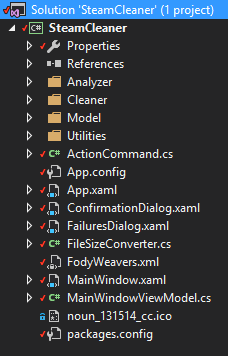 Solution 'SteamCleaner' (1 project)
C# SteamCleaner
Properties
References
Analyzer
Cleaner
Model
Utilities
ActionCommand.cs
App.config
App.xaml
ConfirmationDialog.xaml
FailuresDialog.xaml
C# FileSizeConverter.cs
FodyWeavers.xml
MainWindow.xaml
C# MainWindowViewModel.cs
noun_131514_cc.ico
packages.config